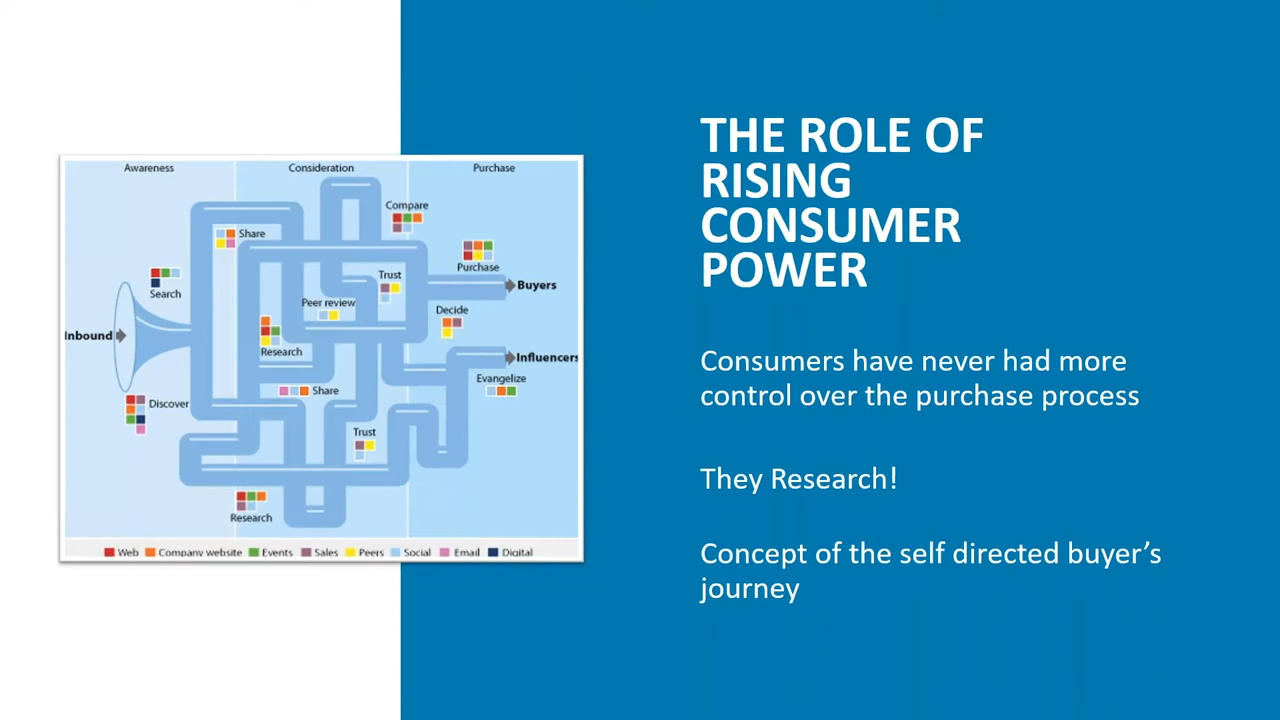 THE ROLE OF
RISING
CONSUMER
POWER
Consumers have never had more
control over the purchase process
They Research!
Concept of the self directed buyer’s
journey
Awareness
Consideration
Purchase
Compare
Share
Purchase
Search
Trust
Buyers
Peer review
Decide
Inbound
Research
Influencers
Evangelize
Share
Discover
Trust
Research
Web Company website Events Sales Peers Social Email Digital